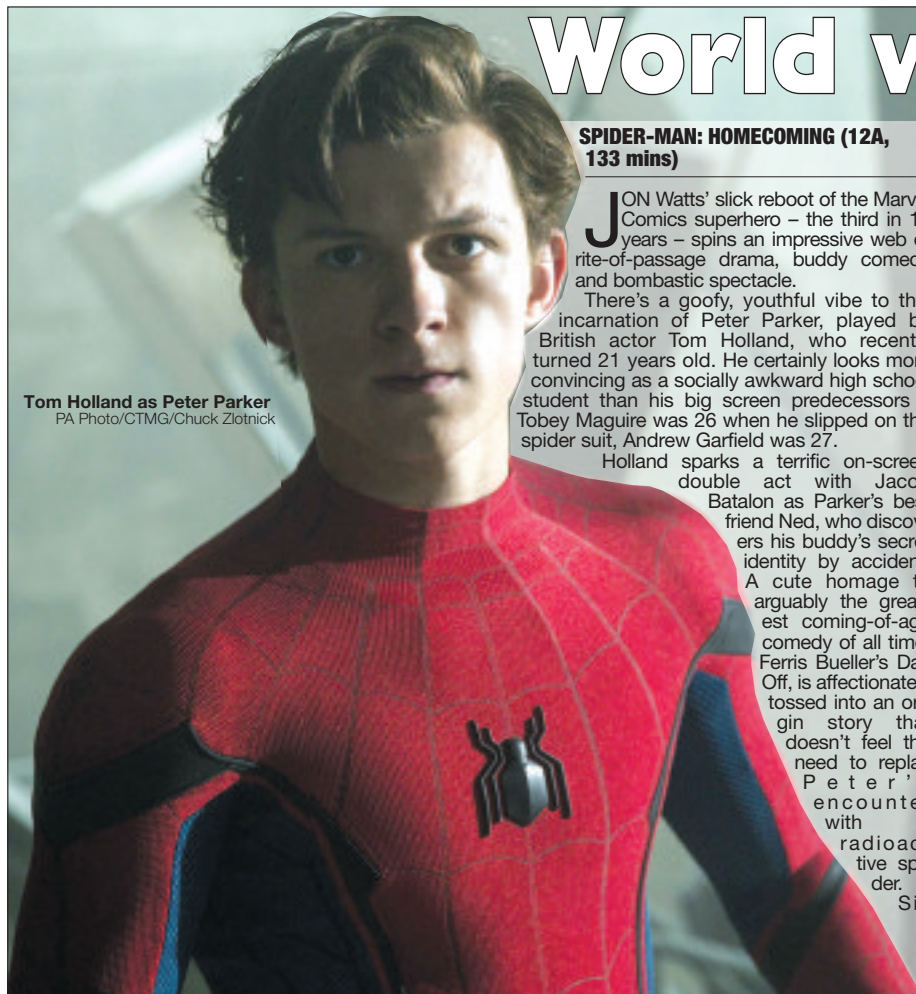 World w
SPIDER-MAN: HOMECOMING (12A,
133 mins)
JON Watts' slick reboot of the Marv
Comics superhero – the third in 1
years – spins an impressive web
rite-of-passage drama, buddy comed
and bombastic spectacle.
There's a goofy, youthful vibe to th
incarnation of Peter Parker, played b
British actor Tom Holland, who recent
turned 21 years old. He certainly looks mor
convincing as a socially awkward high schoo
student than his big screen predecessors
Tobey Maguire was 26 when he slipped on th
spider suit, Andrew Garfield was 27.
Holland sparks a terrific on-scree
double act with Jaco
Batalon as Parker's bes
friend Ned, who discov
ers his buddy's secre
identity by acciden
A cute homage t
arguably the grea
est coming-of-ag
comedy of all tim
Ferris Bueller's Da
Off, is affectionate
tossed into an or
gin story tha
doesn't feel th
need to repla
Peter'
encounte
with
radioac
tive sp
der.
Si
Tom Holland as Peter Parker
PA Photo/CTMG/Chuck Zlotnick